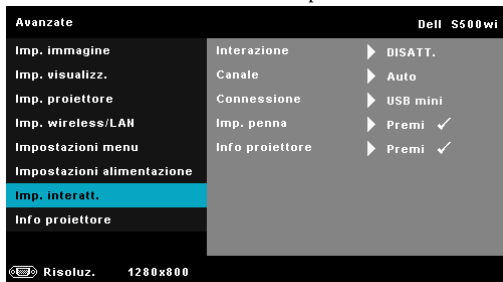 Avanzate Dell S500wi
Imp. immagine Interazione DISATT.
Imp. visualizz. Canale Auto
Imp. proiettore Connessione USB mini
Imp. wireless/LAN Imp. penna Premi ✓
Impostazioni menu Info proiettore Premi ✓
Impostazioni alimentazione
Imp. interatt.
Info proiettore
Risoluz. 1280x800